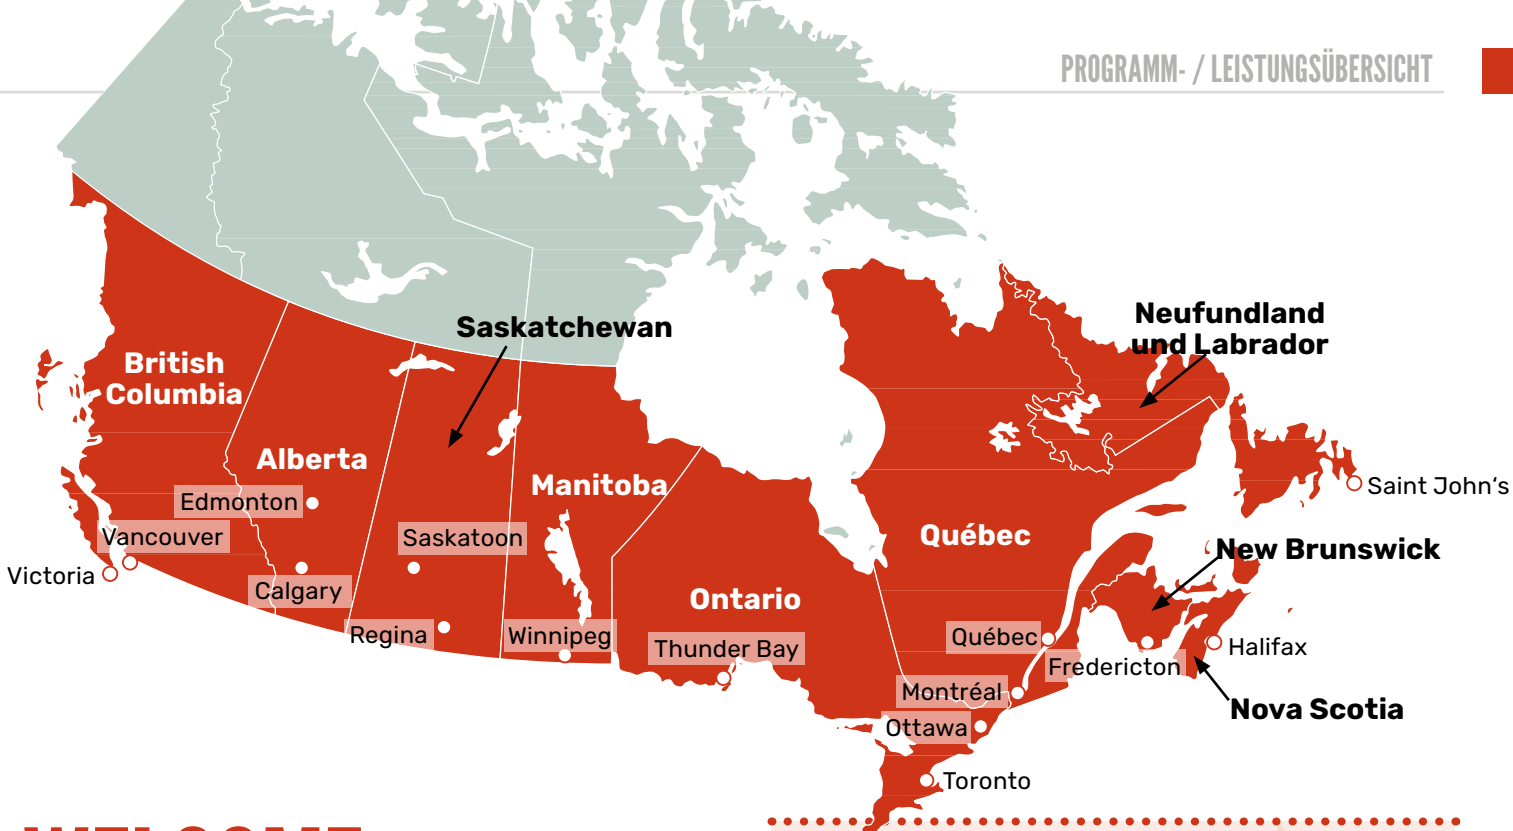 PROGRAMM- / LEISTUNGSÜBERSICHT
Neufundland
und Labrador
Saskatchewan
British
Columbia
Alberta
Manitoba
Edmonton
Saint John‘s
Vancouver
Saskatoon
Québec
New Brunswick
Victoria
Calgary
Ontario
Regina
Winnipeg
Thunder Bay
Québec
Halifax
Fredericton
Montréal
Nova Scotia
Ottawa
Toronto
WELCOME